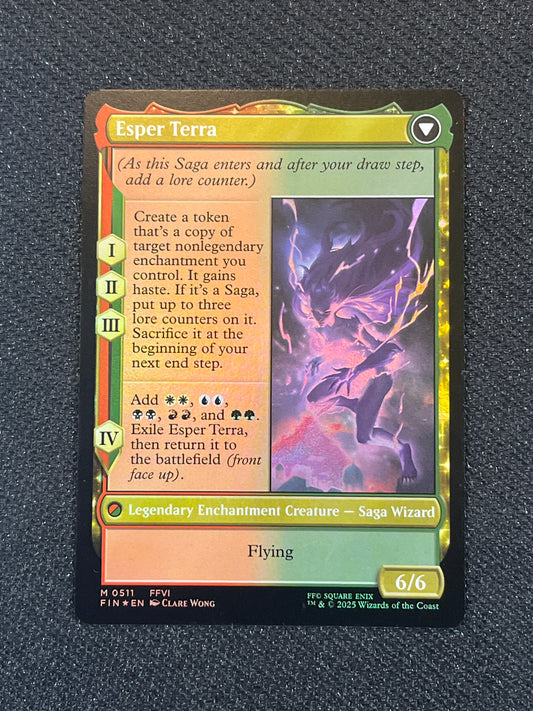 Esper Terra
(As this Saga enters and after your draw step,
add a lore counter.)
I
II
III
Create a token
that's a copy of
target nonlegendary
enchantment you
control. It gains
haste. If it's a Saga,
put up to three
lore counters on it.
Sacrifice it at the
beginning of your
next end step.
IV
Add , ,
, , and .
Exile Esper Terra,
then return it to
the battlefield (front
face up).
Legendary Enchantment Creature — Saga Wizard
Flying
6/6
M 0511 FFVI
FIN★EN Clare Wong
FF© SQUARE ENIX
™ & © 2025 Wizards of the Coast